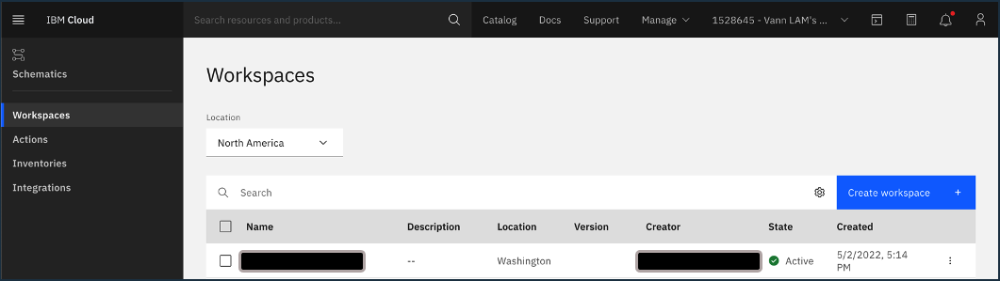 IBM Cloud
Search resources and products...
Catalog
Docs
Support
Manage
1528645 - Vann LAM's ...
Schematics
Workspaces
Actions
Inventories
Integrations
Workspaces
Location
North America
Search
Create workspace +
Name Description Location Version Creator State Created
-- Washington Active 5/2/2022, 5:14
PM